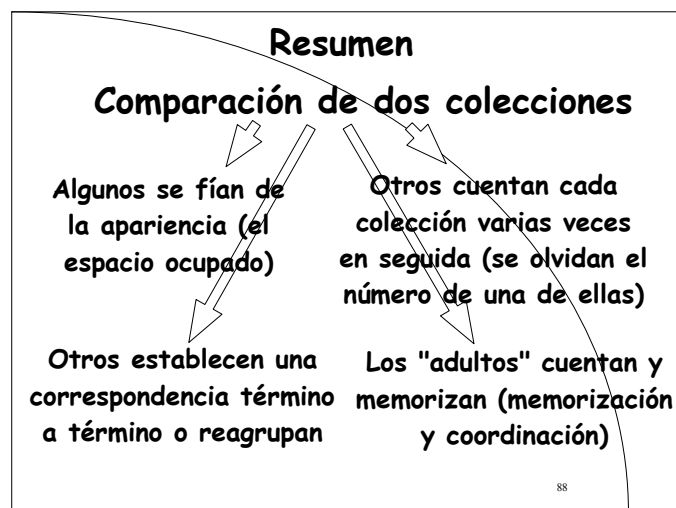 Resumen
Comparación de dos colecciones
Algunos se fían de
la apariencia (el
espacio ocupado)
Otros cuentan cada
colección varias veces
en seguida (se olvidan el
número de una de ellas)
Otros establecen una
correspondencia término
a término o reagrupan
Los "adultos" cuentan y
memorizan (memorización
y coordinación)
88